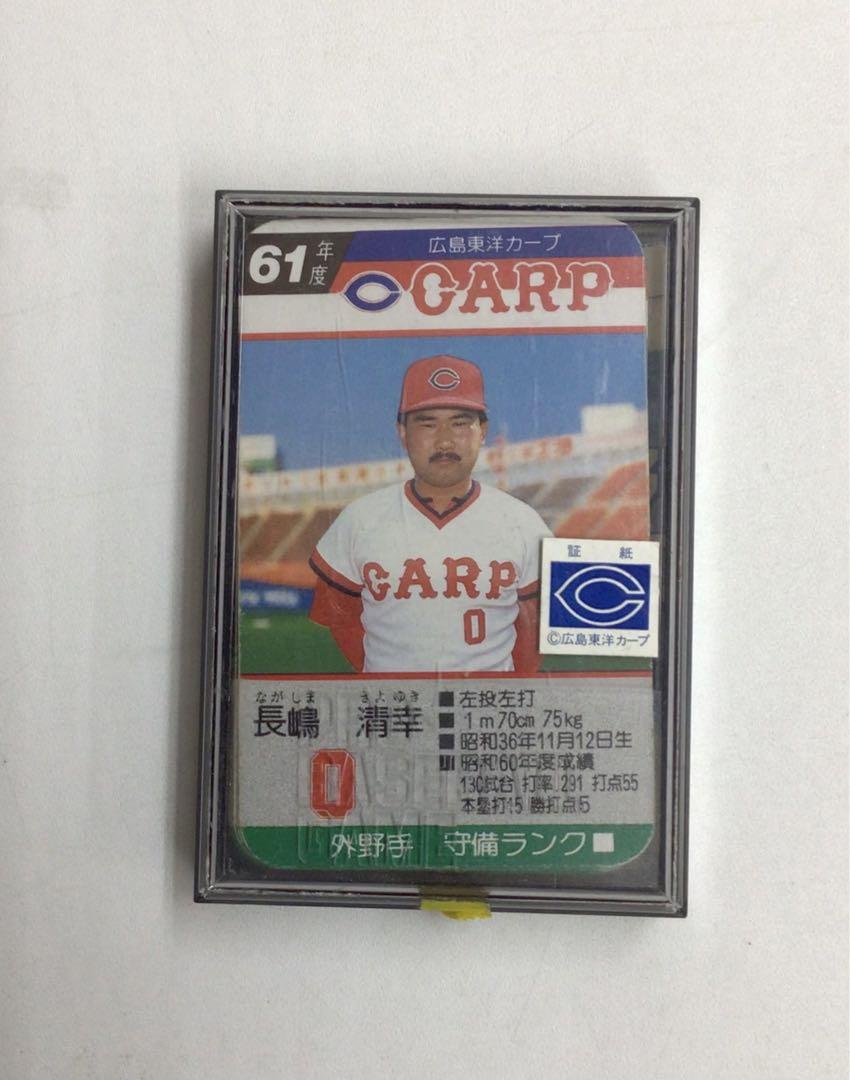 61年度
広島東洋カープ
CARP
C
CARP
0
証 紙
C
©広島東洋カープ
ながしま きよゆき
長嶋 清幸
0
■左投左打
■1m70cm 75kg
■昭和36年11月12日生
■昭和60年度成績
130試合 打率.291 打点55
本塁打15 勝打点5
BASE
GAME
外野手 守備ランク■